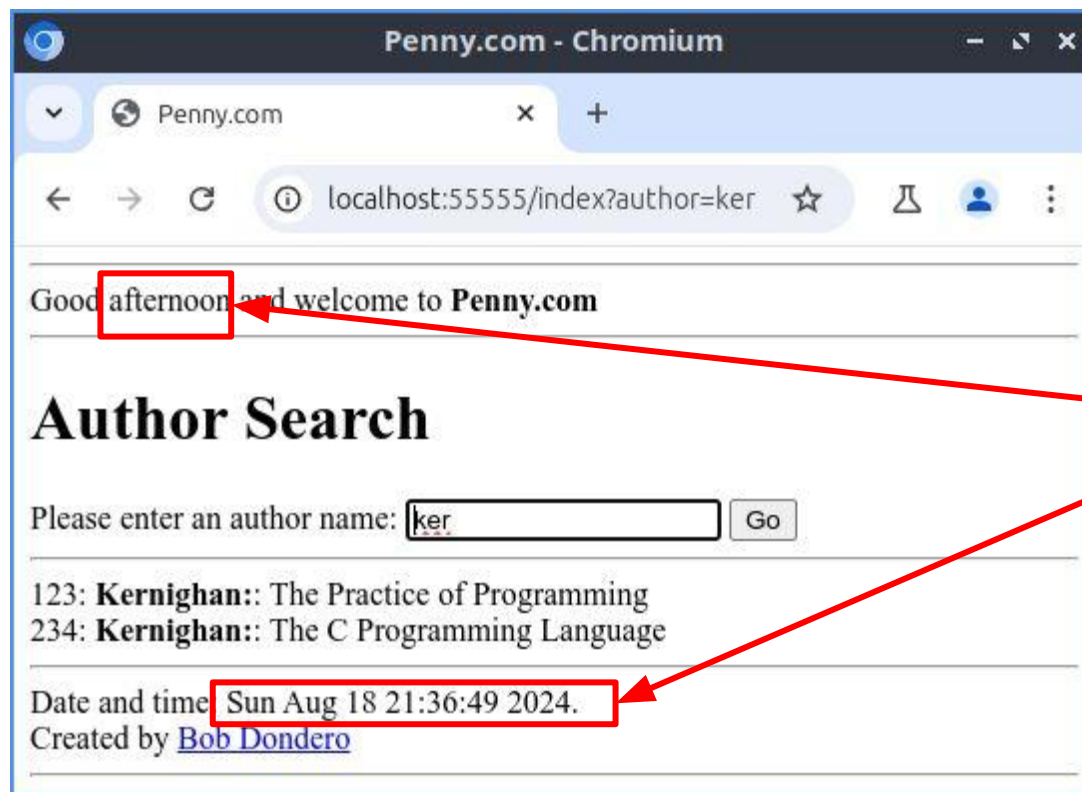 Penny.com - Chromium
Penny.com
localhost:55555/index?author=ker
Good afternoon and welcome to Penny.com
Author Search
Please enter an author name: ker Go
123: Kernighan:: The Practice of Programming
234: Kernighan:: The C Programming Language
Date and time: Sun Aug 18 21:36:49 2024.
Created by Bob Dondero